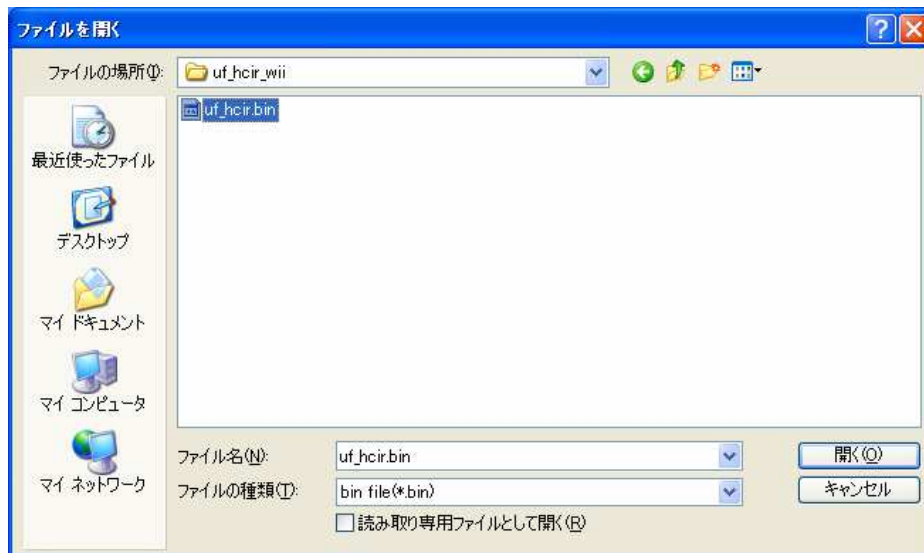 ファイルを開く
ファイルの場所(I):
uf_hcir_wii
uf_hcir.bin
最近使ったファイル
デスクトップ
マイ ドキュメント
マイ コンピュータ
マイ ネットワーク
ファイル名(N):
uf_hcir.bin
開く(O)
ファイルの種類(T):
bin file(*.bin)
キャンセル
読み取り専用ファイルとして開く(R)